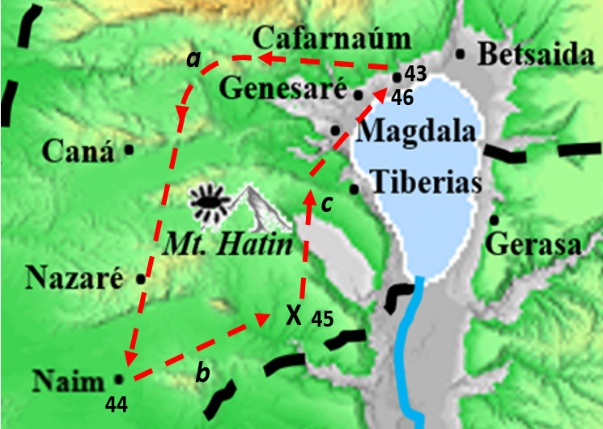 Cafarnaúm
Betsaida
a
43
Genesaré
46
Magdala
Caná
Tiberias
c
Mt. Hatin
Gerasa
Nazaré
X 45
b
Naim
44